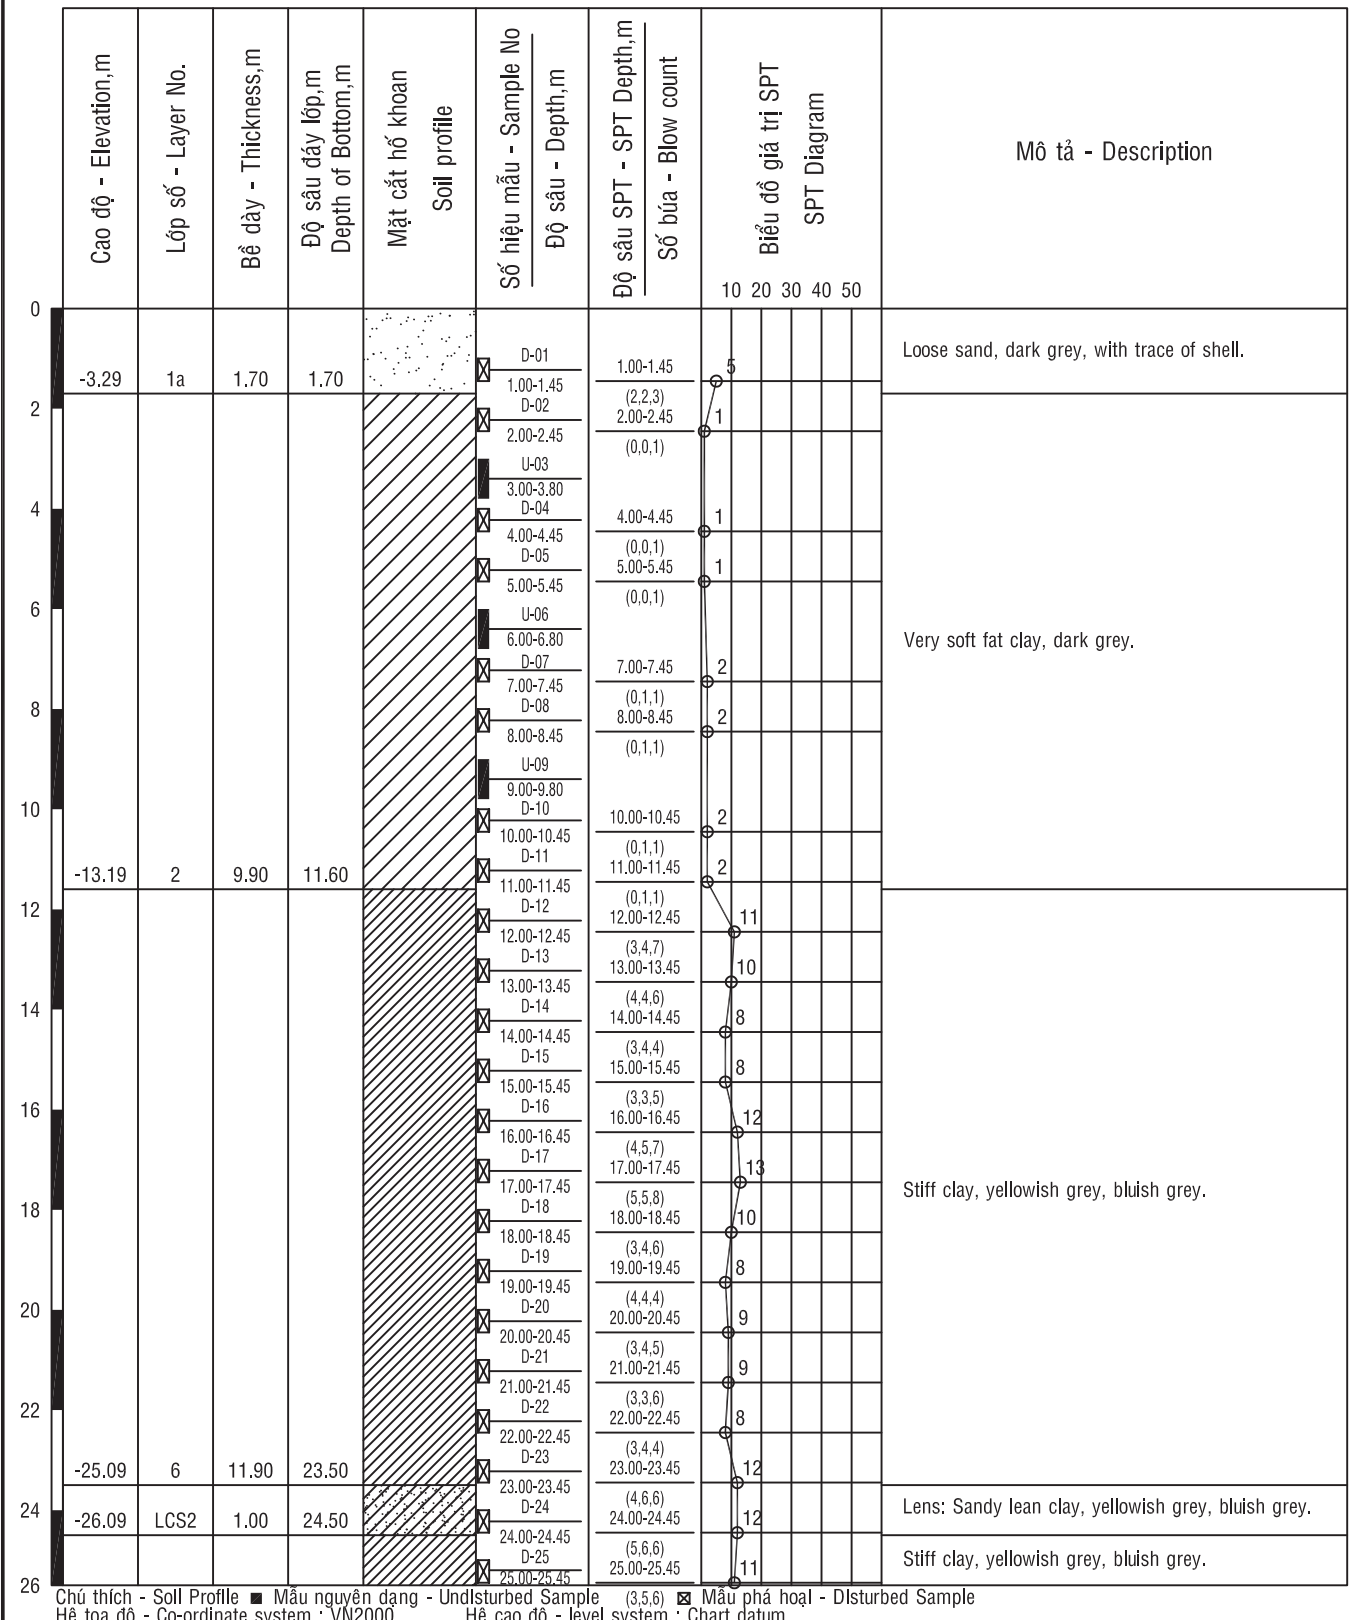 Cao độ - Elevation,m
Lớp số - Layer No.
Bề dày - Thickness,m
Độ sâu đáy lớp,m
Depth of Bottom,m
Mặt cắt hố khoan
Soil profile
Số hiệu mẫu - Sample No
Độ sâu - Depth,m
Độ sâu SPT - SPT Depth,m
Số búa - Blow count
Biểu đồ giá trị SPT
SPT Diagram
10 20 30 40 50
Mô tả - Description
0
D-01
1.00-1.45
5
Loose sand, dark grey, with trace of shell.
-3.29 1a 1.70 1.70
1.00-1.45
(2,2,3)
2
D-02
2.00-2.45
1
2.00-2.45
(0,0,1)
U-03
3.00-3.80
4
D-04
4.00-4.45
1
4.00-4.45
(0,0,1)
D-05
5.00-5.45
1
5.00-5.45
(0,0,1)
6
U-06
6.00-6.80
Very soft fat clay, dark grey.
D-07
7.00-7.45
2
7.00-7.45
(0,1,1)
8
D-08
8.00-8.45
2
8.00-8.45
(0,1,1)
U-09
9.00-9.80
10
D-10
10.00-10.45
2
10.00-10.45
(0,1,1)
D-11
11.00-11.45
2
-13.19 2 9.90 11.60
11.00-11.45
(0,1,1)
12
D-12
12.00-12.45
11
12.00-12.45
(3,4,7)
D-13
13.00-13.45
10
13.00-13.45
(4,4,6)
14
D-14
14.00-14.45
8
14.00-14.45
(3,4,4)
D-15
15.00-15.45
8
15.00-15.45
(3,3,5)
16
D-16
16.00-16.45
12
16.00-16.45
(4,5,7)
D-17
17.00-17.45
13
17.00-17.45
(5,5,8)
Stiff clay, yellowish grey, bluish grey.
18
D-18
18.00-18.45
10
18.00-18.45
(3,4,6)
D-19
19.00-19.45
8
19.00-19.45
(4,4,4)
20
D-20
20.00-20.45
9
20.00-20.45
(3,4,5)
D-21
21.00-21.45
9
21.00-21.45
(3,3,6)
22
D-22
22.00-22.45
8
22.00-22.45
(3,4,4)
D-23
23.00-23.45
12
-25.09 6 11.90 23.50
23.00-23.45
(4,6,6)
24
D-24
24.00-24.45
12
Lens: Sandy lean clay, yellowish grey, bluish grey.
-26.09 LCS2 1.00 24.50
24.00-24.45
(5,6,6)
D-25
25.00-25.45
11
Stiff clay, yellowish grey, bluish grey.
26
25.00-25.45
(3,5,6)
Chú thích - Soil Profile Mẫu nguyên dạng - Undisturbed Sample Mẫu phá hoại - Disturbed Sample
Hệ tọa độ - Co-ordinate system : VN2000 Hệ cao độ - level system : Chart datum